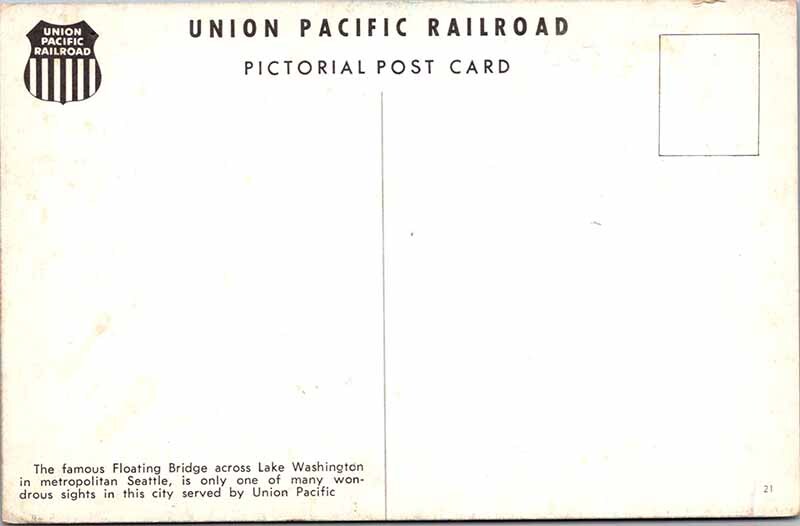 UNION PACIFIC RAILROAD
PICTORIAL POST CARD
UNION
PACIFIC
RAILROAD
The famous Floating Bridge across Lake Washington
in metropolitan Seattle, is only one of many won-
drous sights in this city served by Union Pacific
21